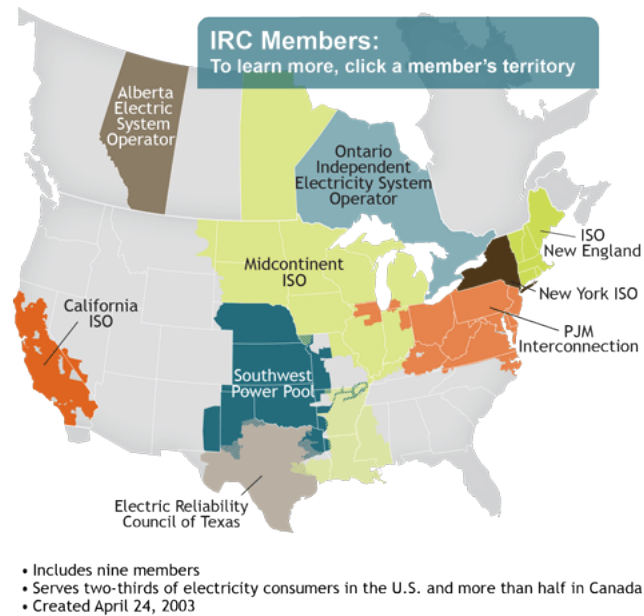 IRC Members:
To learn more, click a member's territory
Alberta
Electric
System
Operator
Ontario
Independent
Electricity System
Operator
ISO
New England
Midcontinent
ISO
New York ISO
California
ISO
PJM
Interconnection
Southwest
Power Pool
Electric Reliability
Council of Texas
• Includes nine members
• Serves two-thirds of electricity consumers in the U.S. and more than half in Canada
• Created April 24, 2003